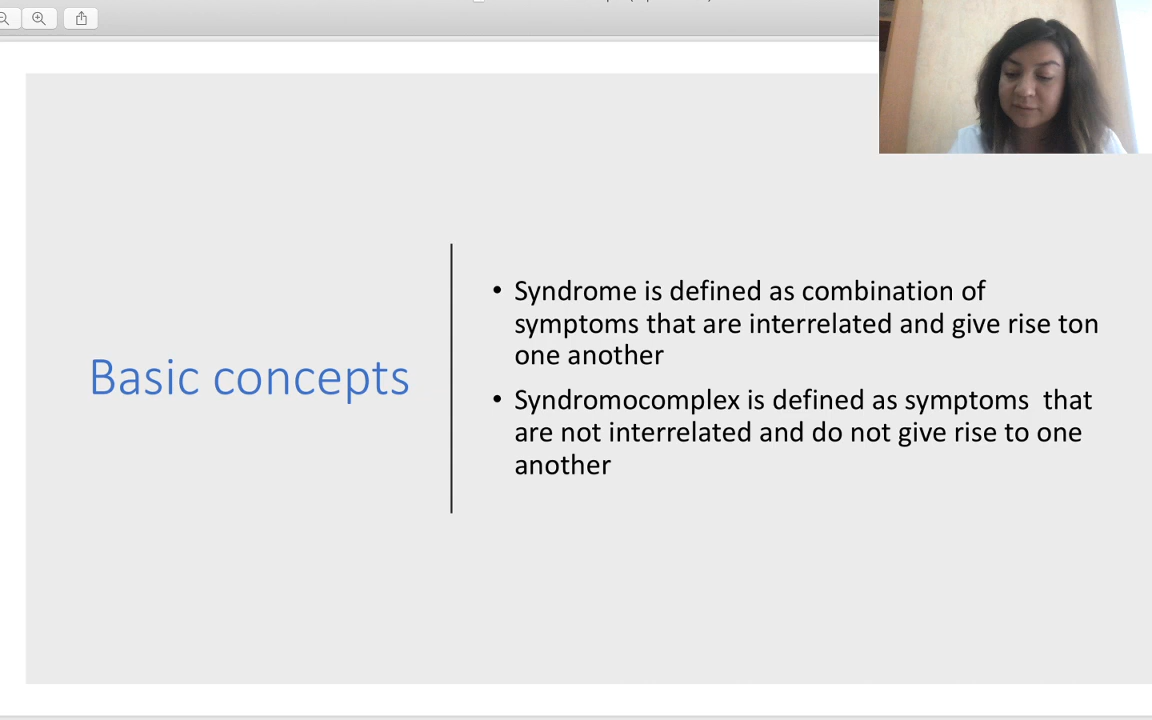 Basic concepts
• Syndrome is defined as combination of
symptoms that are interrelated and give rise ton
one another
• Syndromocomplex is defined as symptoms  that
are not interrelated and do not give rise to one
another